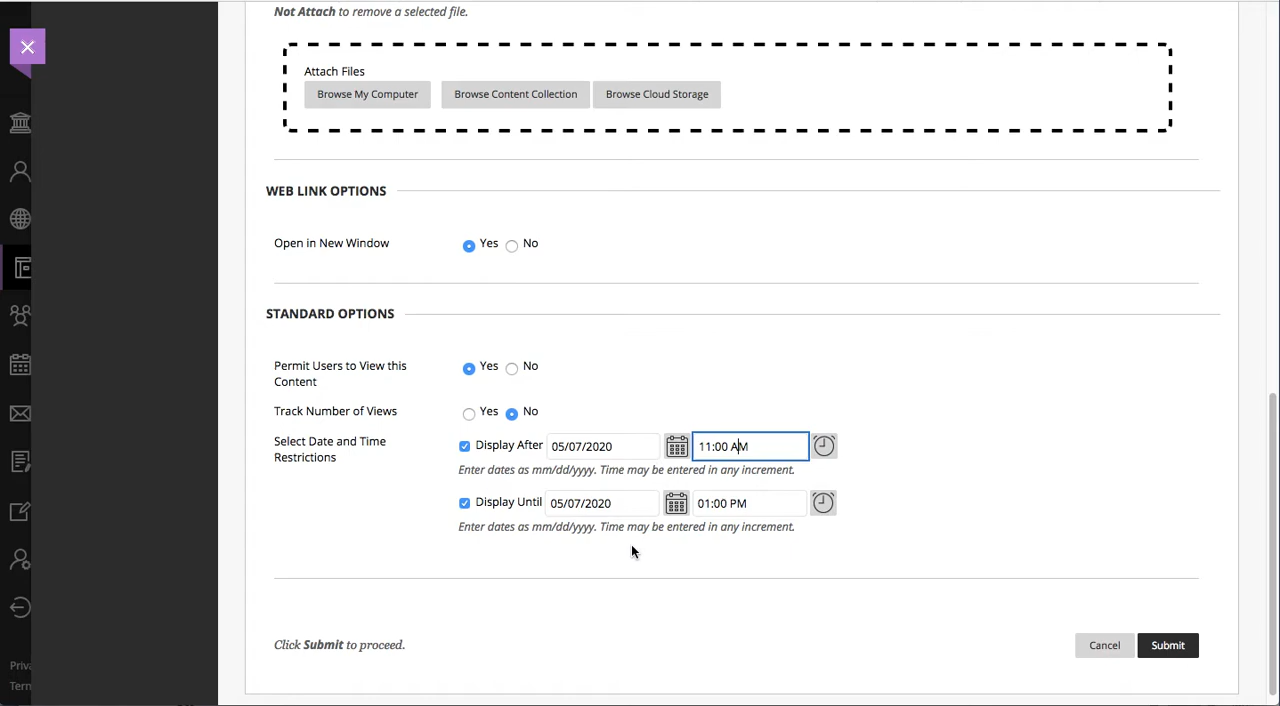 Not Attach to remove a selected file.
Attach Files
Browse My Computer Browse Content Collection Browse Cloud Storage
WEB LINK OPTIONS
Open in New Window Yes No
STANDARD OPTIONS
Permit Users to View this Content Yes No
Track Number of Views Yes No
Select Date and Time Restrictions
Display After 05/07/2020 11:00 AM
Enter dates as mm/dd/yyyy. Time may be entered in any increment.
Display Until 05/07/2020 01:00 PM
Enter dates as mm/dd/yyyy. Time may be entered in any increment.
Click Submit to proceed. Cancel Submit
Priva
Tern